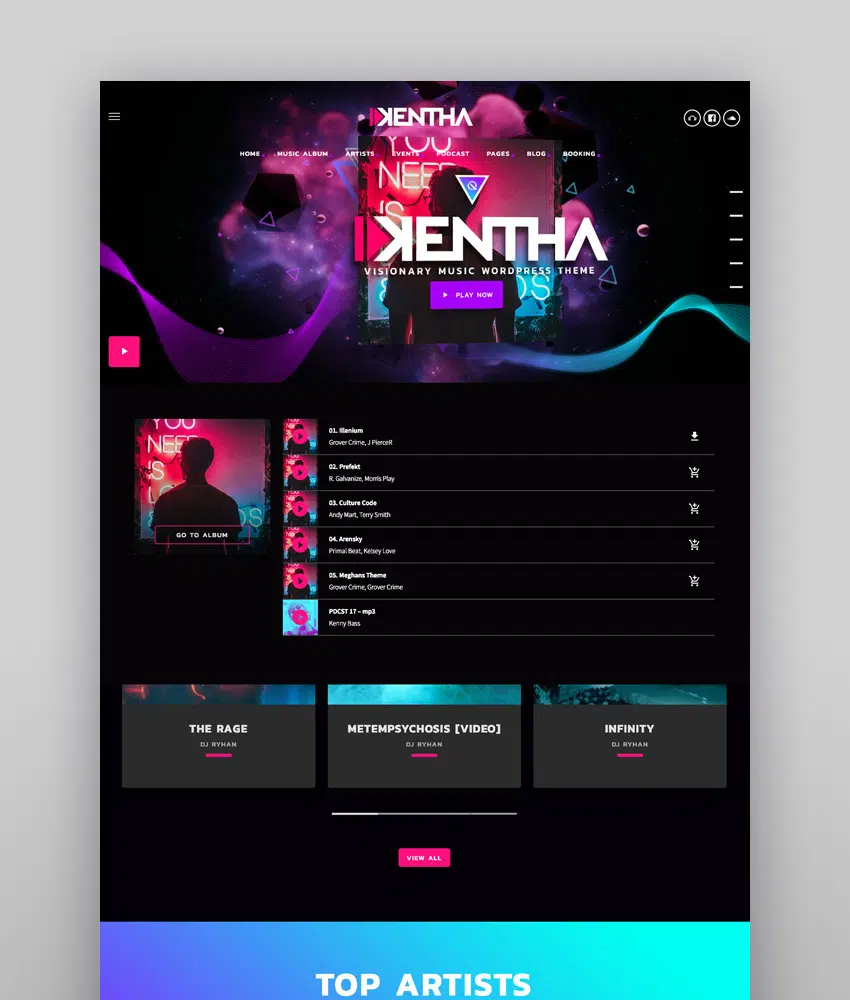 KENTHA
HOME MUSIC ALBUM ARTISTS EVENTS PODCAST PAGES BLOG BOOKING
YOU
NEED
IS
KENTHA
VISIONARY MUSIC WORDPRESS THEME
PLAY NOW
YOU
NEED
IS
GO TO ALBUM
01. Illenium
Grover Crime, J PierceR
02. Prefekt
R. Galvanize, Morris Play
03. Culture Code
Andy Mart, Terry Smith
04. Arensky
Primal Beat, Kelsey Love
05. Meghans Theme
Grover Crime, Grover Crime
PDCST 17 – mp3
Kenny Bass
THE RAGE
DJ RYHAN
METEMPSYCHOSIS [VIDEO]
DJ RYHAN
INFINITY
DJ RYHAN
VIEW ALL
TOP ARTISTS